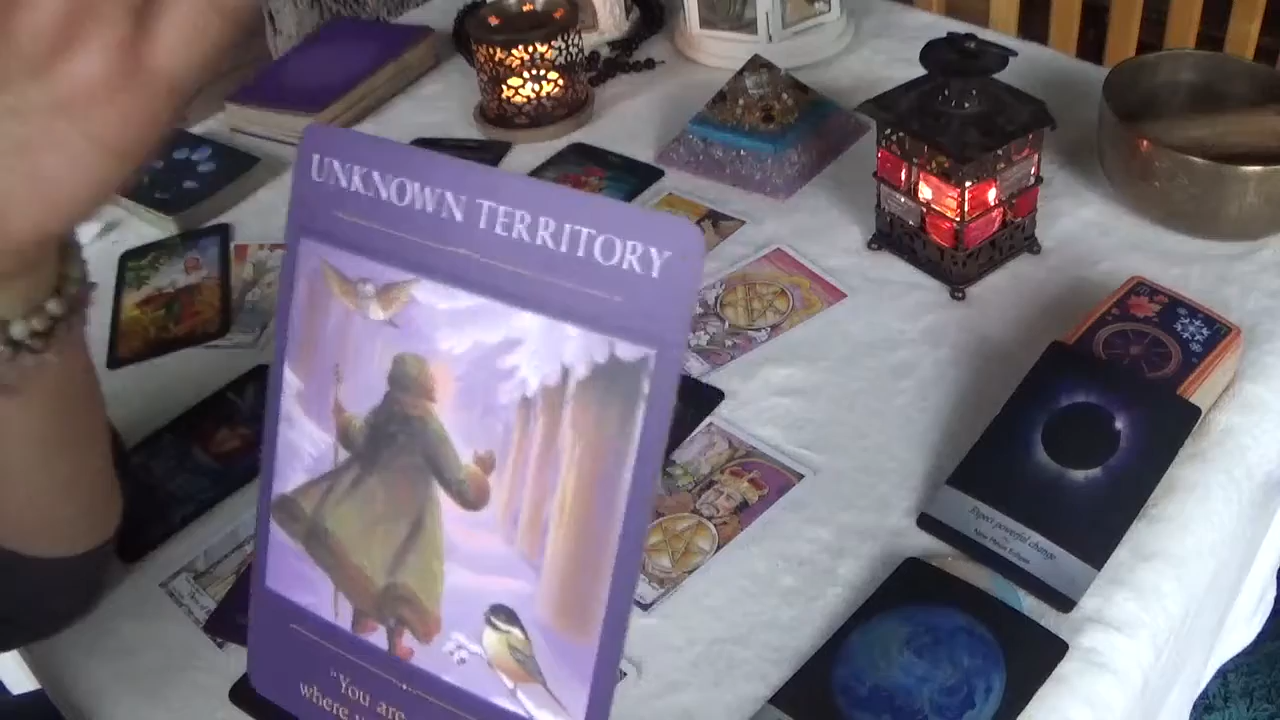 UNKNOWN TERRITORY
"You are
where
Expect powerful change
New Moon Eclipse